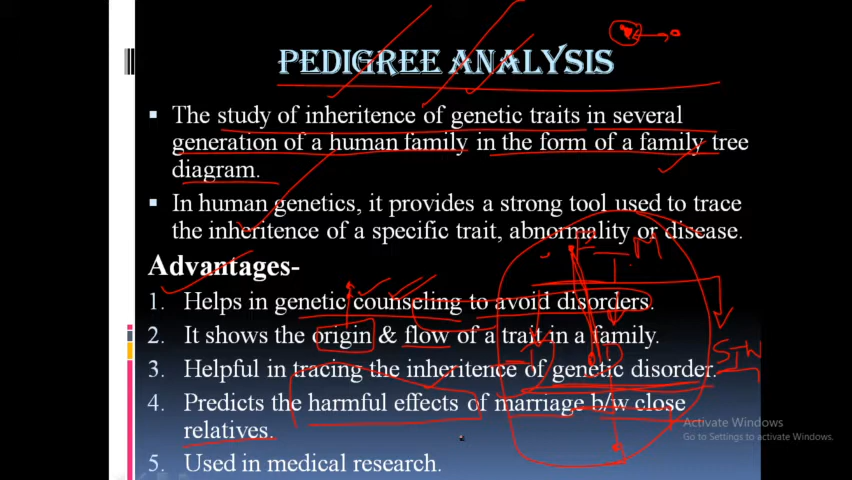 PEDIGREE ANALYSIS
The study of inheritence of genetic traits in several
generation of a human family in the form of a family tree
diagram.
In human genetics, it provides a strong tool used to trace
the inheritence of a specific trait, abnormality or disease.
Advantages-
1. Helps in genetic counseling to avoid disorders.
2. It shows the origin & flow of a trait in a family.
3. Helpful in tracing the inheritence of genetic disorder.
4. Predicts the harmful effects of marriage b/w close
relatives.
5. Used in medical research.
Activate Windows
Go to Settings to activate Windows.